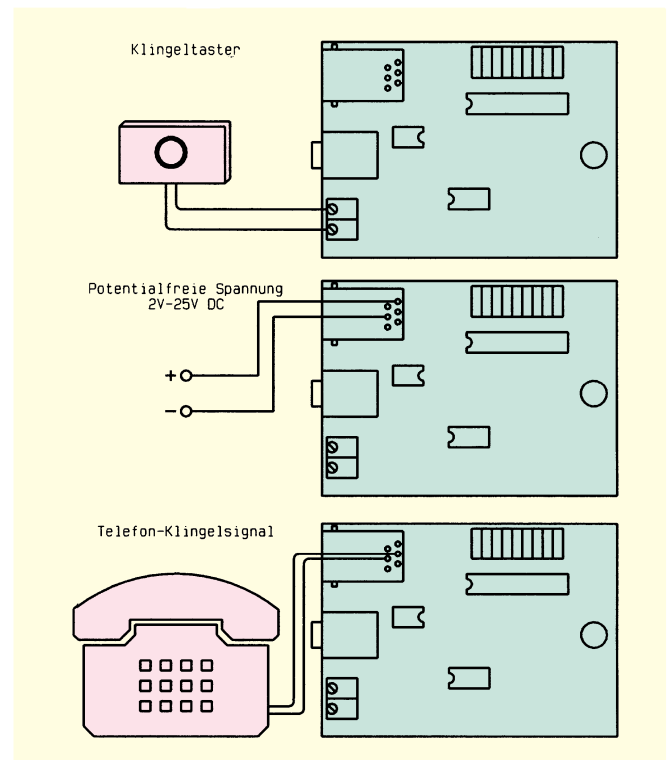 Klingeltaster
Potentialfreie Spannung
2V-25V DC
+
-
Telefon-Klingelsignal